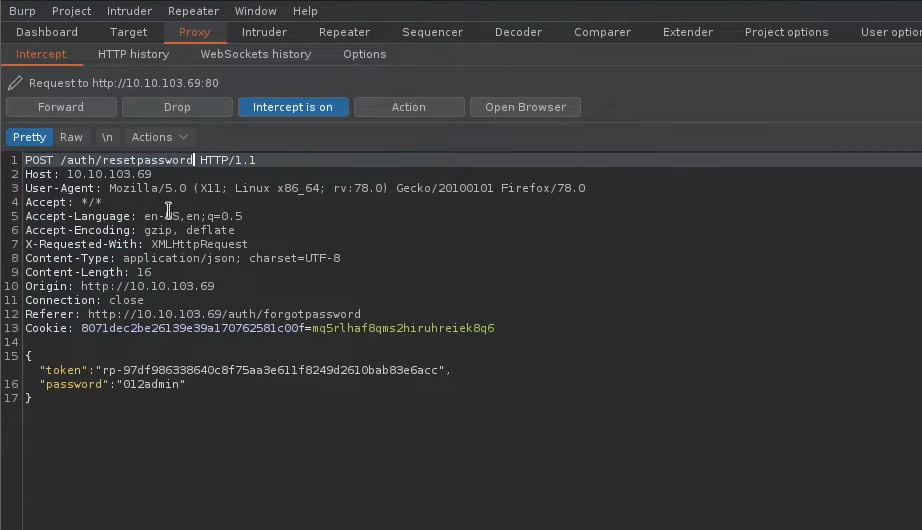 Burp Project Intruder Repeater Window Help
Dashboard Target Proxy Intruder Repeater Sequencer Decoder Comparer Extender Project options User option
Intercept HTTP history WebSockets history Options
Request to http://10.10.103.69:80
Forward Drop Intercept is on Action Open Browser
Pretty Raw \n Actions
1 POST /auth/resetpassword HTTP/1.1
2 Host: 10.10.103.69
3 User-Agent: Mozilla/5.0 (X11; Linux x86_64; rv:78.0) Gecko/20100101 Firefox/78.0
4 Accept: */*
5 Accept-Language: en-US,en;q=0.5
6 Accept-Encoding: gzip, deflate
7 X-Requested-With: XMLHttpRequest
8 Content-Type: application/json; charset=UTF-8
9 Content-Length: 16
10 Origin: http://10.10.103.69
11 Connection: close
12 Referer: http://10.10.103.69/auth/forgotpassword
13 Cookie: 8071dec2be26139e39a170762581c00f=mq5rlhaf8qms2hiruhreiek8q6
14
15 {
"token":"rp-97df986338640c8f75aa3e611f8249d2610bab83e6acc",
16 "password":"012admin"
17 }